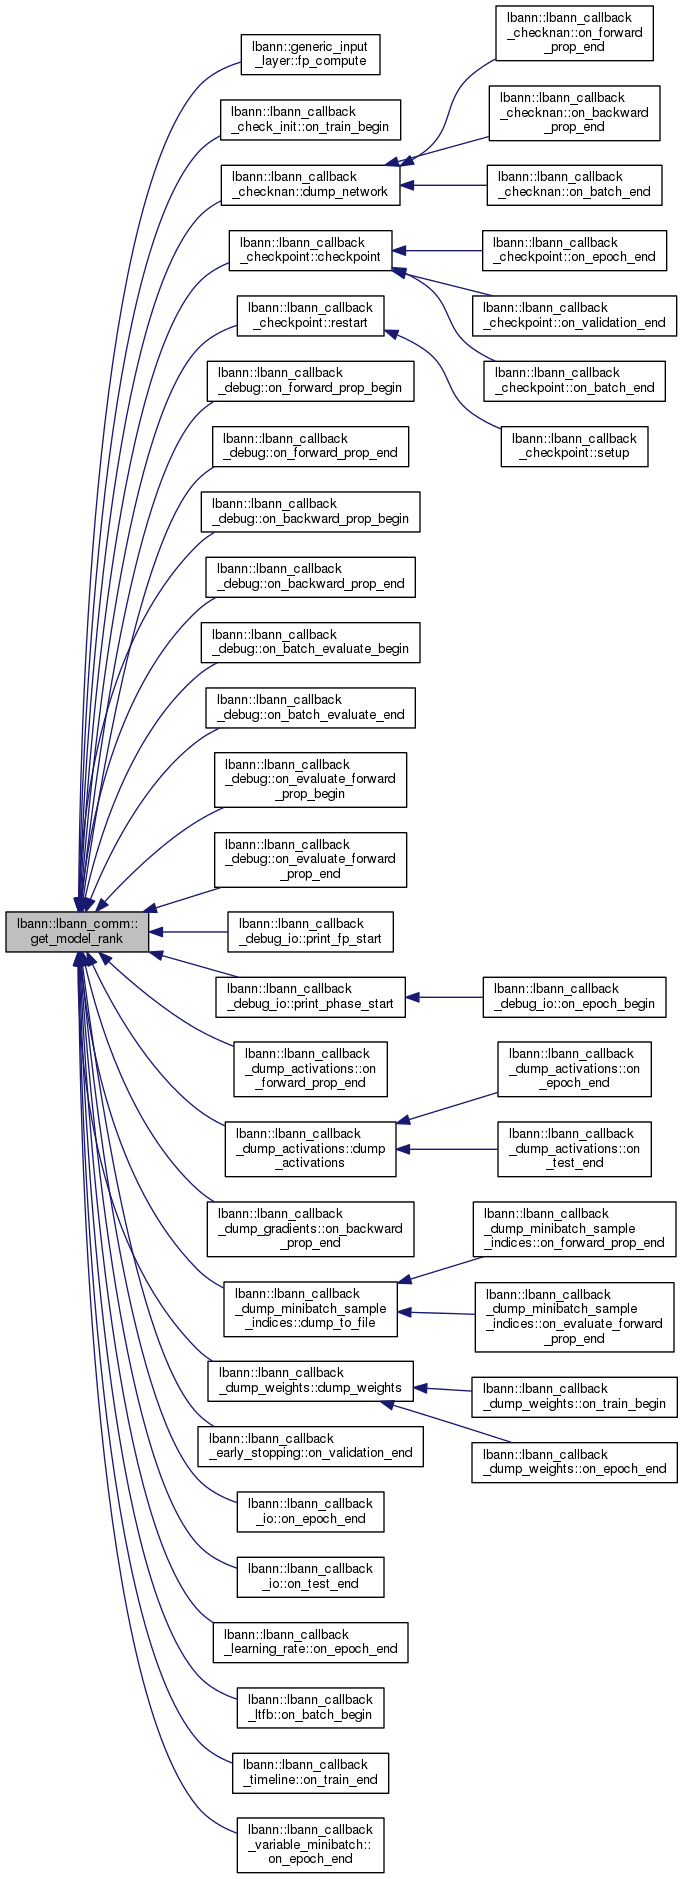 lbann::lbann_comm::
get_model_rank
lbann::generic_input
_layer::fp_compute
lbann::lbann_callback
_check_init::on_train_begin
lbann::lbann_callback
_checknan::dump_network
lbann::lbann_callback
_checknan::on_forward
_prop_end
lbann::lbann_callback
_checknan::on_backward
_prop_end
lbann::lbann_callback
_checknan::on_batch_end
lbann::lbann_callback
_checkpoint::checkpoint
lbann::lbann_callback
_checkpoint::on_epoch_end
lbann::lbann_callback
_checkpoint::on_validation_end
lbann::lbann_callback
_checkpoint::on_batch_end
lbann::lbann_callback
_checkpoint::restart
lbann::lbann_callback
_checkpoint::setup
lbann::lbann_callback
_debug::on_forward_prop_begin
lbann::lbann_callback
_debug::on_forward_prop_end
lbann::lbann_callback
_debug::on_backward_prop_begin
lbann::lbann_callback
_debug::on_backward_prop_end
lbann::lbann_callback
_debug::on_batch_evaluate_begin
lbann::lbann_callback
_debug::on_batch_evaluate_end
lbann::lbann_callback
_debug::on_evaluate_forward
_prop_begin
lbann::lbann_callback
_debug::on_evaluate_forward
_prop_end
lbann::lbann_callback
_debug_io::print_fp_start
lbann::lbann_callback
_debug_io::print_phase_start
lbann::lbann_callback
_debug_io::on_epoch_begin
lbann::lbann_callback
_dump_activations::on
_forward_prop_end
lbann::lbann_callback
_dump_activations::dump
_activations
lbann::lbann_callback
_dump_activations::on
_epoch_end
lbann::lbann_callback
_dump_activations::on
_test_end
lbann::lbann_callback
_dump_gradients::on_backward
_prop_end
lbann::lbann_callback
_dump_minibatch_sample
_indices::dump_to_file
lbann::lbann_callback
_dump_minibatch_sample
_indices::on_forward_prop_end
lbann::lbann_callback
_dump_minibatch_sample
_indices::on_evaluate_forward
_prop_end
lbann::lbann_callback
_dump_weights::dump_weights
lbann::lbann_callback
_dump_weights::on_train_begin
lbann::lbann_callback
_dump_weights::on_epoch_end
lbann::lbann_callback
_early_stopping::on_validation_end
lbann::lbann_callback
_io::on_epoch_end
lbann::lbann_callback
_io::on_test_end
lbann::lbann_callback
_learning_rate::on_epoch_end
lbann::lbann_callback
_ltfb::on_batch_begin
lbann::lbann_callback
_timeline::on_train_end
lbann::lbann_callback
_variable_minibatch::
on_epoch_end